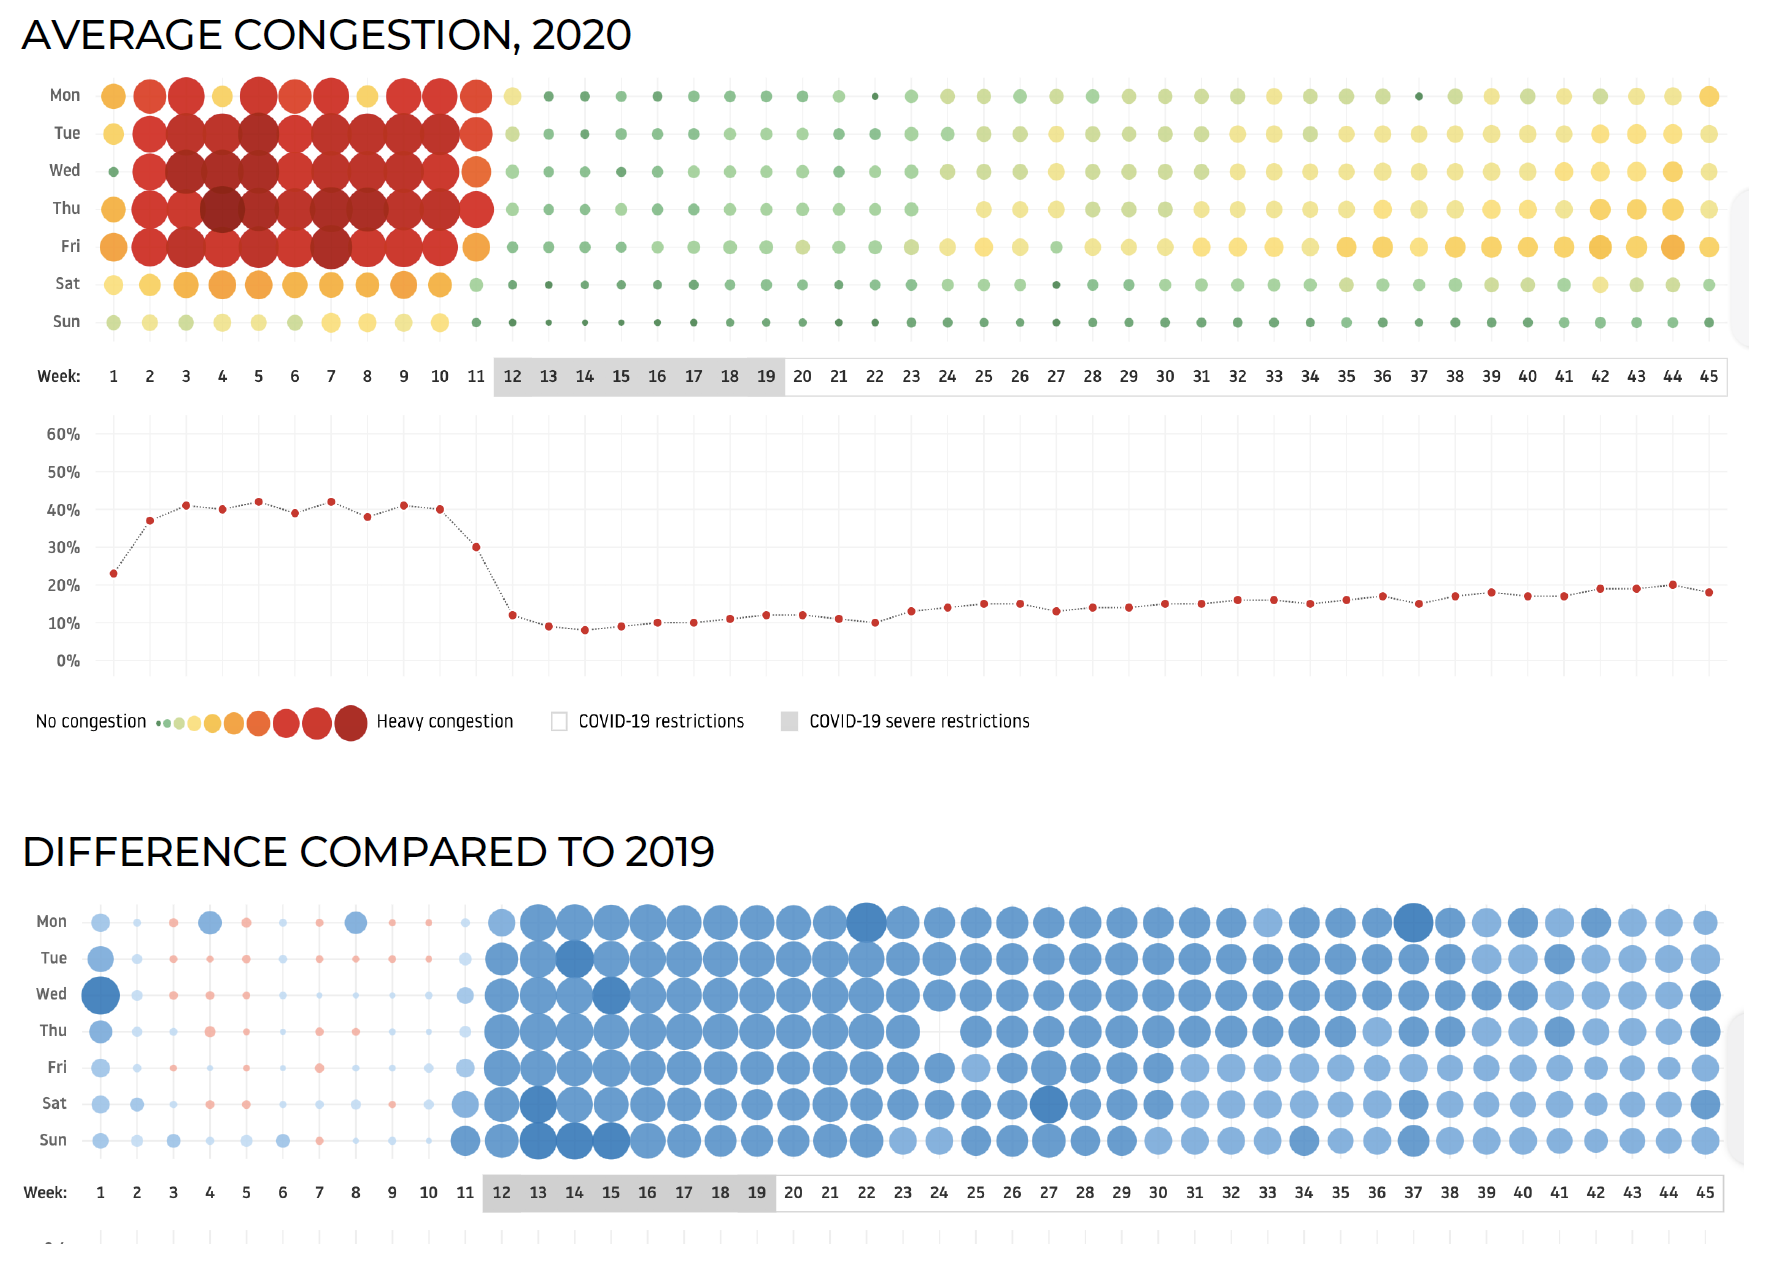 AVERAGE CONGESTION, 2020
Mon
Tue
Wed
Thu
Fri
Sat
Sun
Week: 1 2 3 4 5 6 7 8 9 10 11 12 13 14 15 16 17 18 19 20 21 22 23 24 25 26 27 28 29 30 31 32 33 34 35 36 37 38 39 40 41 42 43 44 45
60%
50%
40%
30%
20%
10%
0%
No congestion Heavy congestion COVID-19 restrictions COVID-19 severe restrictions
DIFFERENCE COMPARED TO 2019
Mon
Tue
Wed
Thu
Fri
Sat
Sun
Week: 1 2 3 4 5 6 7 8 9 10 11 12 13 14 15 16 17 18 19 20 21 22 23 24 25 26 27 28 29 30 31 32 33 34 35 36 37 38 39 40 41 42 43 44 45